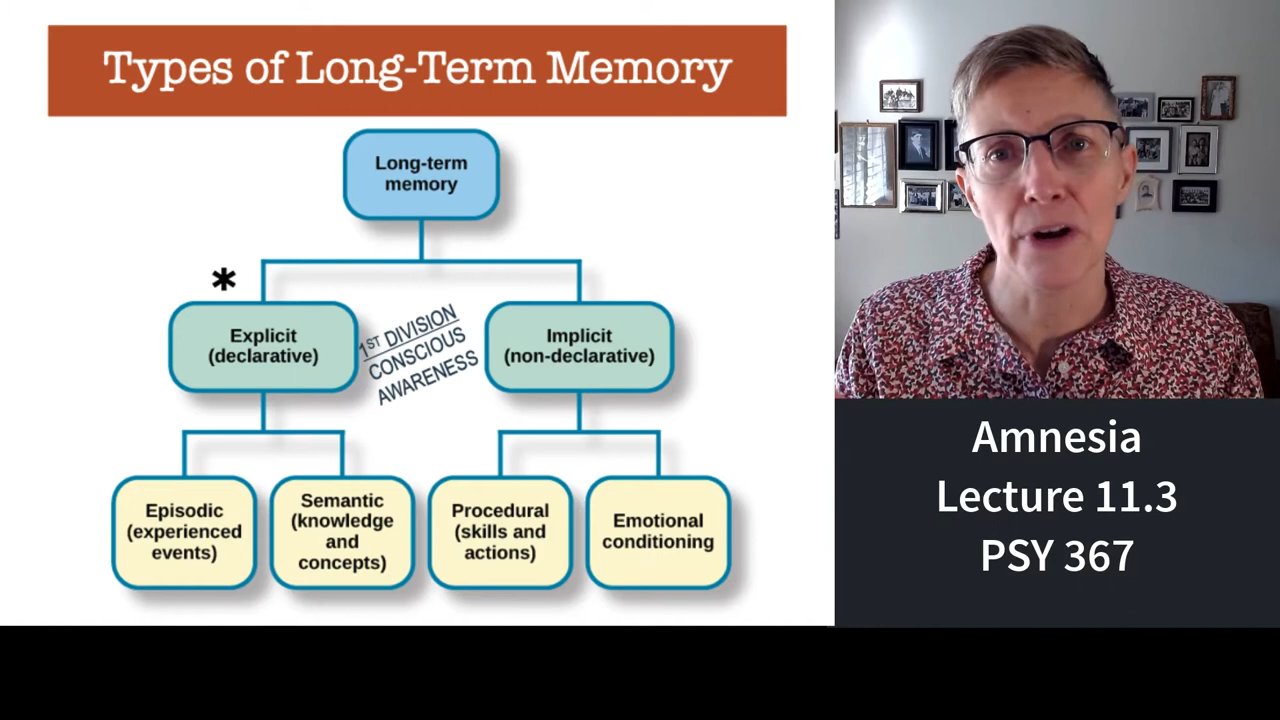 Types of Long-Term Memory
Long-term
memory
*
Explicit
(declarative)
1ST DIVISION
CONSCIOUS
AWARENESS
Implicit
(non-declarative)
Episodic
(experienced
events)
Semantic
(knowledge
and
concepts)
Procedural
(skills and
actions)
Emotional
conditioning
Amnesia
Lecture 11.3
PSY 367